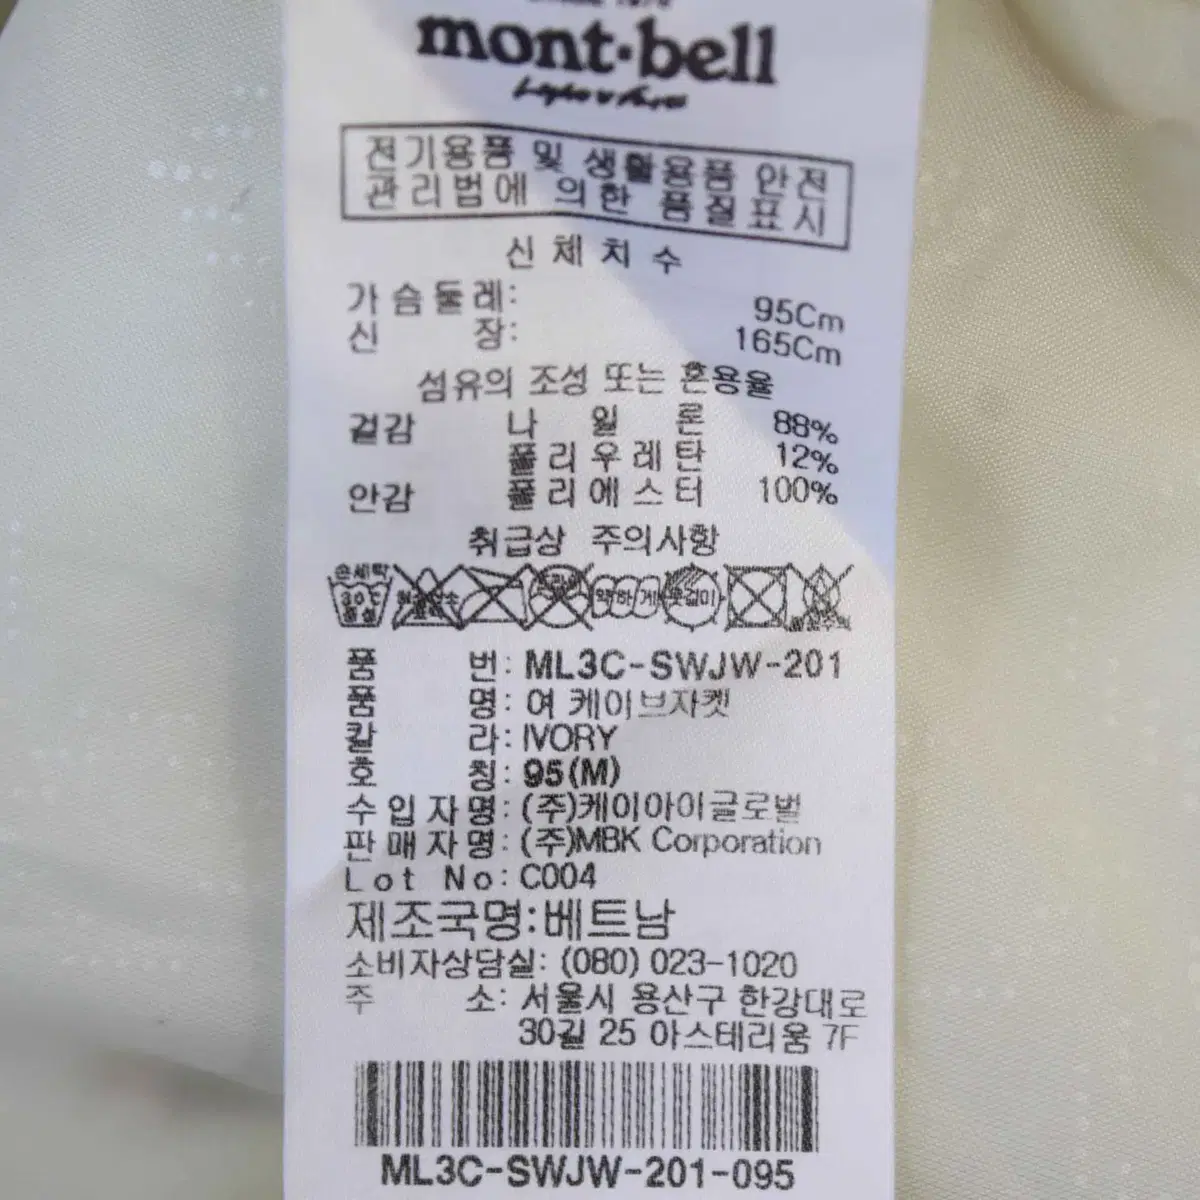 mont·bell
전기용품 및 생활용품 안전
관리법에 의한 품질표시
신체치수
가슴둘레: 95Cm
신 장: 165Cm
섬유의 조성 또는 혼용율
겉감 나일론 88%
폴리우레탄 12%
안감 폴리에스터 100%
취급상 주의사항
손세탁 30℃ 중성 약하게 옷걸이
품 번: ML3C-SWJW-201
품 명: 여 케이브자켓
칼 라: IVORY
호 칭: 95(M)
수입자명: (주)케이아이글로벌
판매자명: (주)MBK Corporation
Lot No: C004
제조국명:베트남
소비자상담실: (080) 023-1020
주 소: 서울시 용산구 한강대로
30길 25 아스테리움 7F
ML3C-SWJW-201-095